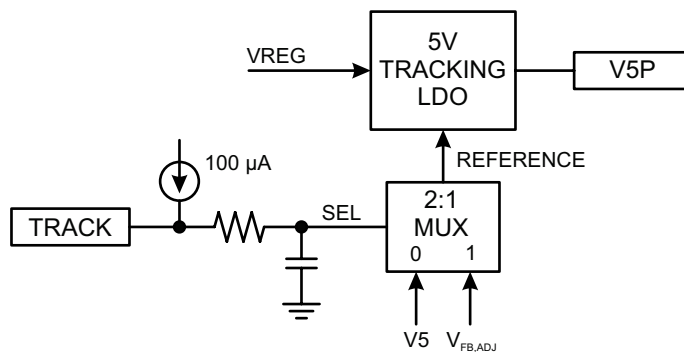 5V
TRACKING
LDO
VREG
V5P
REFERENCE
100 µA
TRACK
SEL
2:1
MUX
0 1
V5
VFB,ADJ